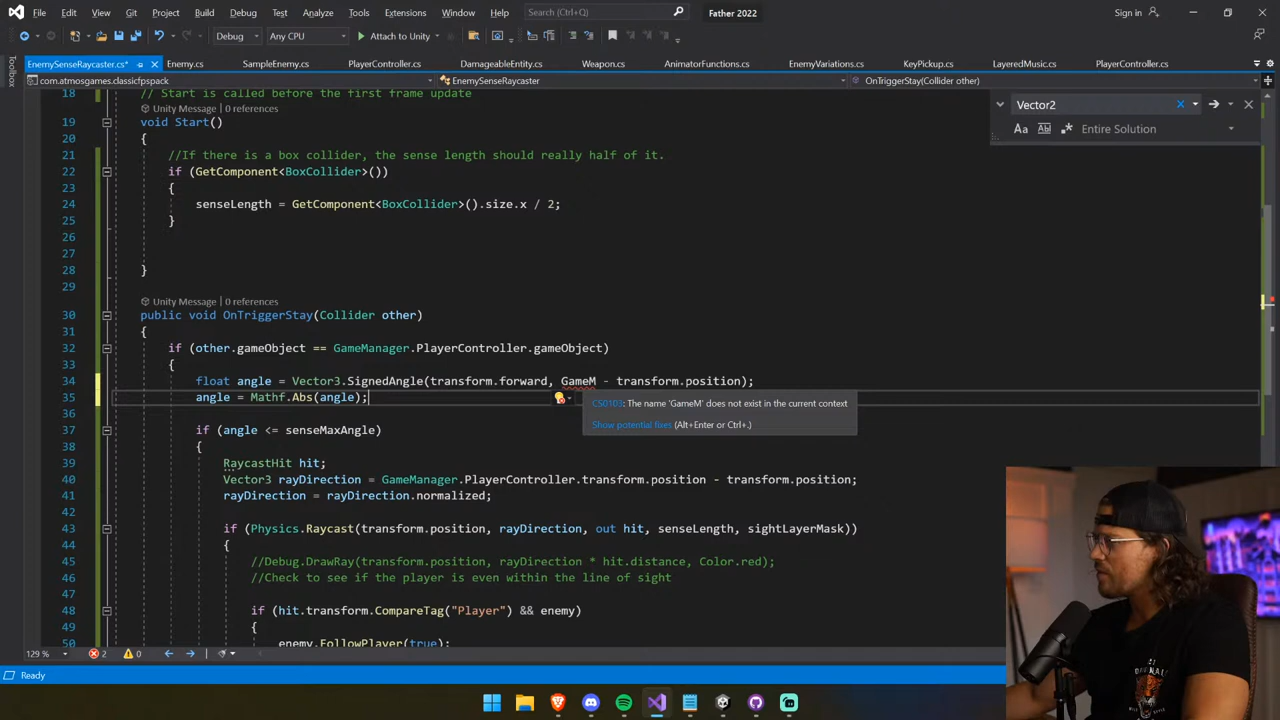 File Edit View Git Project Build Debug Test Analyze Tools Extensions Window Help Search (Ctrl+Q) Father 2022 Sign in
Debug Any CPU Attach to Unity
EnemySenseRaycaster.cs* Enemy.cs SampleEnemy.cs PlayerController.cs DamageableEntity.cs Weapon.cs AnimatorFunctions.cs EnemyVariations.cs KeyPickup.cs LayeredMusic.cs PlayerController.cs
Toolbox
com.atmosgames.classicfpspack EnemySenseRaycaster OnTriggerStay(Collider other)
18 // Start is called before the first frame update
Unity Message | 0 references
19 void Start()
20 {
21 //If there is a box collider, the sense length should really half of it.
22 if (GetComponent<BoxCollider>())
23 {
24 senseLength = GetComponent<BoxCollider>().size.x / 2;
25 }
26
27
28 }
29
Unity Message | 0 references
30 public void OnTriggerStay(Collider other)
31 {
32 if (other.gameObject == GameManager.PlayerController.gameObject)
33 {
34 float angle = Vector3.SignedAngle(transform.forward, GameM - transform.position);
35 angle = Mathf.Abs(angle);
36
37 if (angle <= senseMaxAngle)
38 {
39 RaycastHit hit;
40 Vector3 rayDirection = GameManager.PlayerController.transform.position - transform.position;
41 rayDirection = rayDirection.normalized;
42
43 if (Physics.Raycast(transform.position, rayDirection, out hit, senseLength, sightLayerMask))
44 {
45 //Debug.DrawRay(transform.position, rayDirection * hit.distance, Color.red);
46 //Check to see if the player is even within the line of sight
47
48 if (hit.transform.CompareTag("Player") && enemy)
49 {
50 enemy.FollowPlayer(true);
CS0103: The name 'GameM' does not exist in the current context
Show potential fixes (Alt+Enter or Ctrl+.)
Vector2
Aa Ab Entire Solution
129 % 2 0
Ready